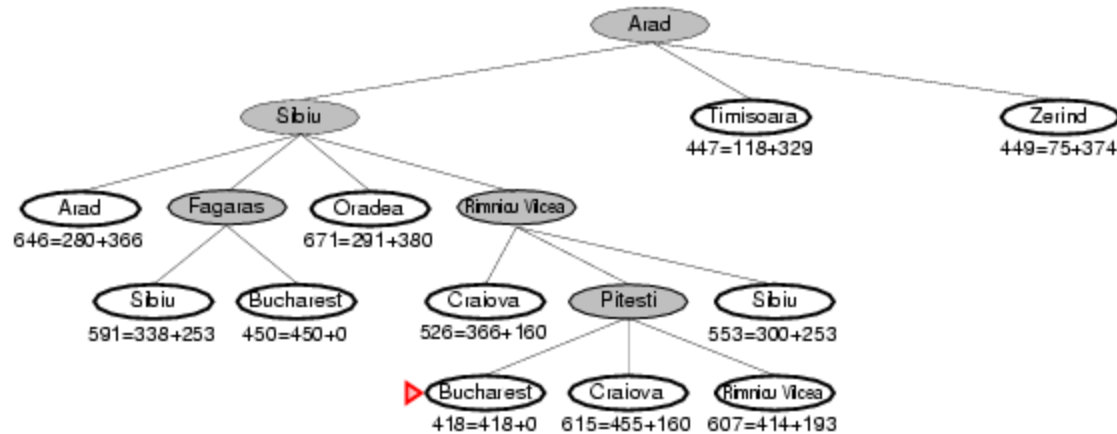 Arad
Sibiu
Timisoara
Zerind
447=118+329
449=75+374
Arad
Fagaras
Oradea
Rimnicu Vilcea
646=280+366
671=291+380
Sibiu
Bucharest
Craiova
Pitesti
Sibiu
591=338+253
450=450+0
526=366+160
553=300+253
Bucharest
Craiova
Rimnicu Vilcea
418=418+0
615=455+160
607=414+193